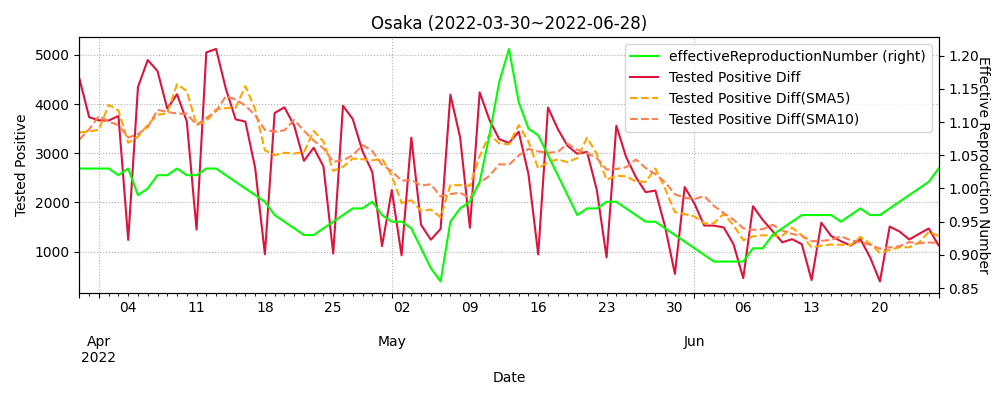 Osaka (2022-03-30~2022-06-28)
effectiveReproductionNumber (right)
Tested Positive Diff
Tested Positive Diff(SMA5)
Tested Positive Diff(SMA10)
Tested Positive
5000
4000
3000
2000
1000
1.20
1.15
1.10
1.05
1.00
0.95
0.90
0.85
Effective Reproduction Number
04 11 18 25 02 09 16 23 30 06 13 20
Apr May Jun
2022
Date